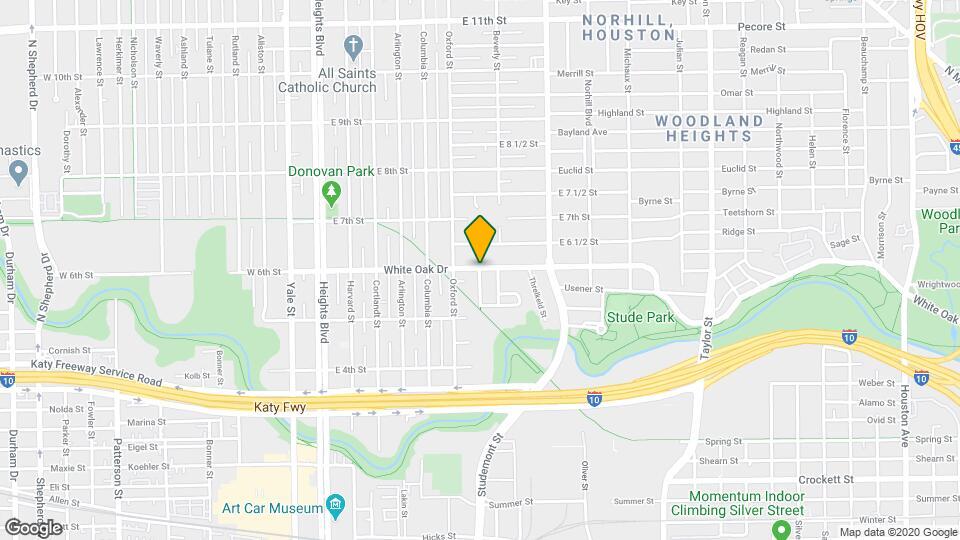 E 11th St
NORHILL,
HOUSTON
Key St
Pecore St
Redan St
N Shepherd Dr
Lawrence St
Herkimer St
Nicholson St
Waverly St
Ashland St
Tulane St
Rutland St
Allston St
Heights Blvd
Arlington St
Columbia St
Oxford St
Beverly St
Michaux St
Julian St
Reagan St
Beauchamp St
All Saints
Catholic Church
W 10th St
Merrill St
Omar St
Alexander St
Norhill Blvd
Highland St
Highland St
E 9th St
WOODLAND
HEIGHTS
Bayland Ave
Dorothy St
E 8 1/2 St
Northwood St
Helen St
Florence St
45
nastics
Donovan Park
E 8th St
Euclid St
Euclid St
Byrne St
E 7 1/2 St
Byrne St
Payne St
E 7th St
E 7th St
Teetshorn St
Woodl
Par
E 6 1/2 St
Ridge St
Sage St
Morrison St
Durham Dr
N Shepherd Dr
W 6th St
W 6th St
White Oak Dr
Yale St
Heights Blvd
Harvard St
Cortlandt St
Arlington St
Columbia St
Oxford St
Threlkeld St
Usener St
Wrightwood
White Oak
Stude Park
Taylor St
10
Cornish St
Katy Freeway Service Road
Kolb St
Bonner St
E 4th St
10
10
10
Katy Fwy
Weber St
Houston Ave
Nolda St
Fowler St
Parker St
Patterson St
Marina St
Alamo St
Ovid St
Durham Dr
Eigel St
Bonner St
Studemont St
Spring St
Spring St
Maxie St
Koehler St
Oliver St
Shearn St
Shearn St
Eli St
Allen St
Crockett St
Lakin St
Summer St
Summer St
Summer St
Art Car Museum
Momentum Indoor
Climbing Silver Street
Winter St
Hicks St
Google
Google
Map data ©2020 Google